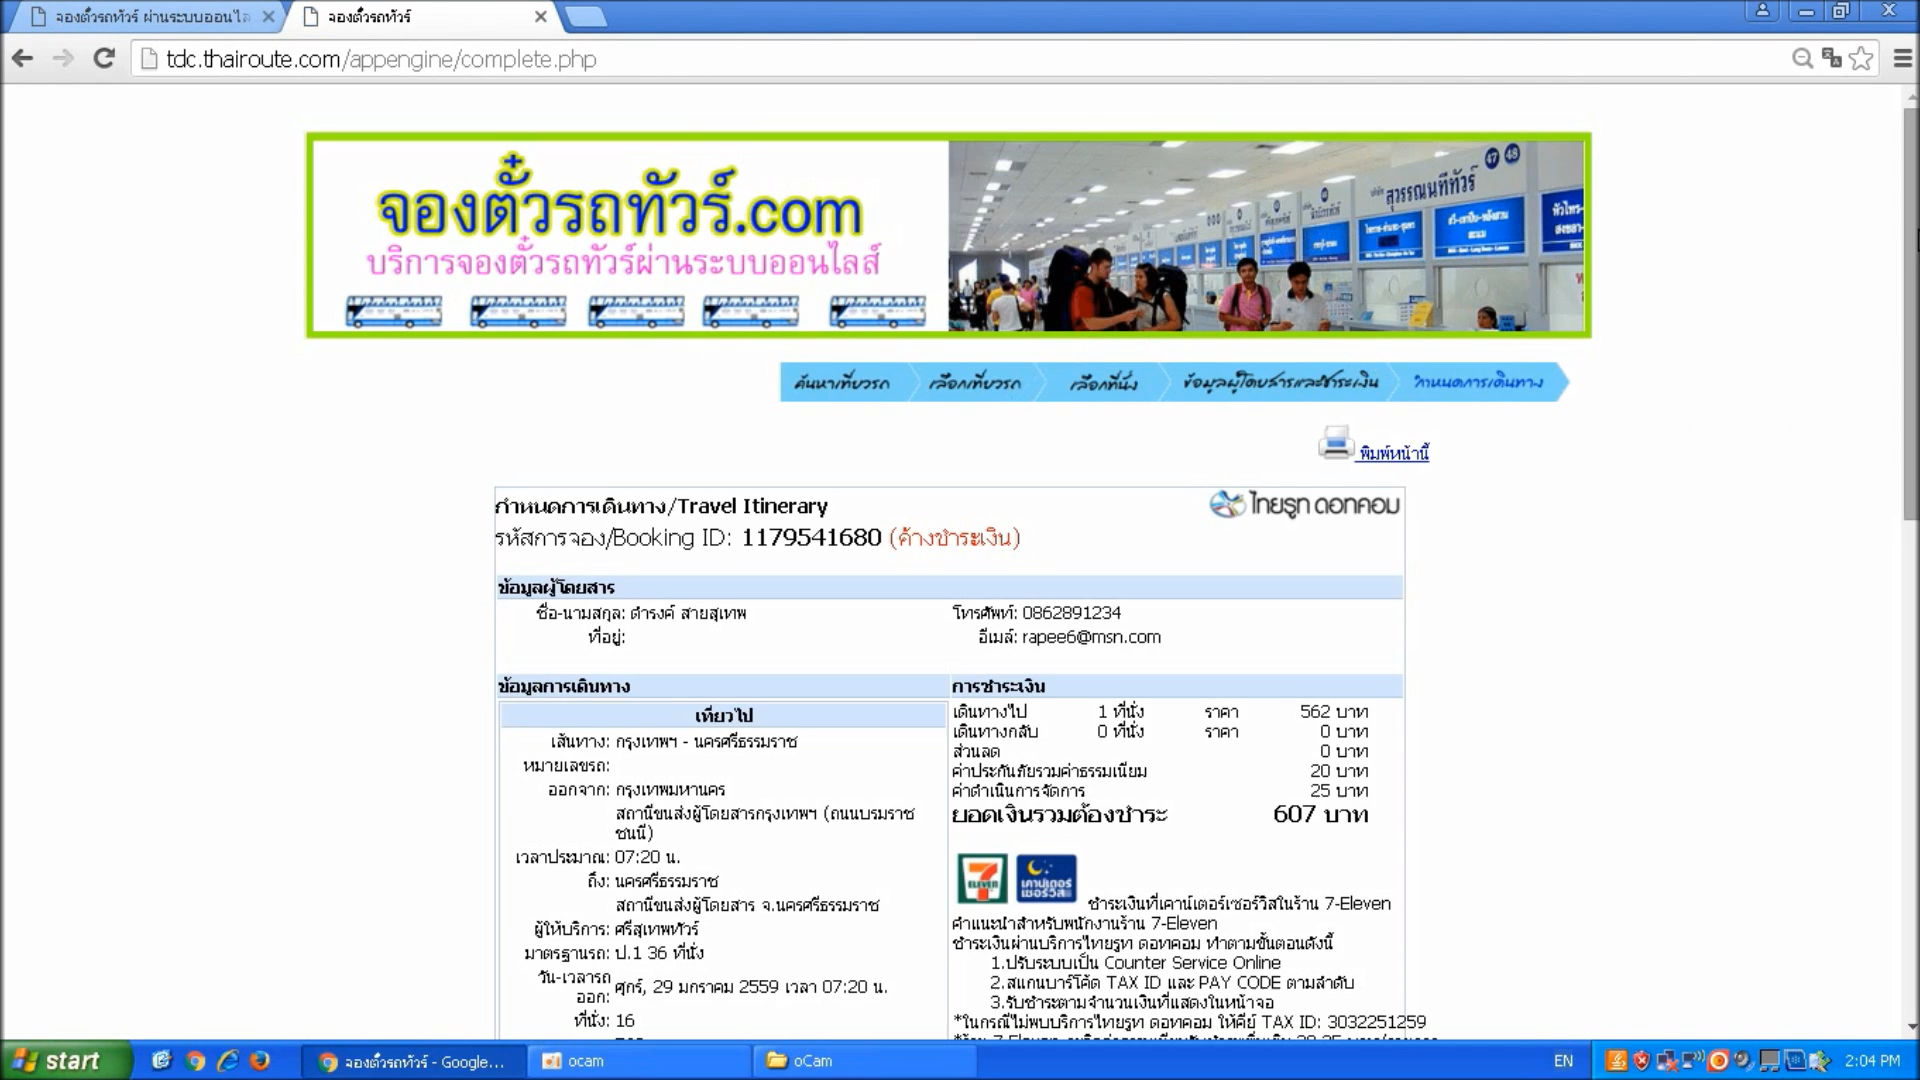 จองตั๋วรถทัวร์ ผ่านระบบออนไล
จองตั๋วรถทัวร์
tdc.thairoute.com/appengine/complete.php
จองตั๋วรถทัวร์.com
บริการจองตั๋วรถทัวร์ผ่านระบบออนไลส์
47 48
สุวรรณนทีทัวร์
ค้นหาเที่ยวรถ เลือกเที่ยวรถ เลือกที่นั่ง ข้อมูลผู้โดยสารและชำระเงิน กำหนดการเดินทาง
พิมพ์หน้านี้
กำหนดการเดินทาง/Travel Itinerary
ไทยรูท ดอทคอม
รหัสการจอง/Booking ID: 1179541680 (ค้างชำระเงิน)
ข้อมูลผู้โดยสาร
ชื่อ-นามสกุล: ดำรงค์ สายสุเทพ
โทรศัพท์: 0862891234
ที่อยู่:
อีเมล์: rapee6@msn.com
ข้อมูลการเดินทาง
เที่ยวไป
เส้นทาง: กรุงเทพฯ - นครศรีธรรมราช
หมายเลขรถ:
ออกจาก: กรุงเทพมหานคร
สถานีขนส่งผู้โดยสารกรุงเทพฯ (ถนนบรมราช
ชนนี)
เวลาประมาณ: 07:20 น.
ถึง: นครศรีธรรมราช
สถานีขนส่งผู้โดยสาร จ.นครศรีธรรมราช
ผู้ให้บริการ: ศรีสุเทพทัวร์
มาตรฐานรถ: ป.1 36 ที่นั่ง
วัน-เวลารถ
ออก: ศุกร์, 29 มกราคม 2559 เวลา 07:20 น.
ที่นั่ง: 16
การชำระเงิน
เดินทางไป 1 ที่นั่ง ราคา 562 บาท
เดินทางกลับ 0 ที่นั่ง ราคา 0 บาท
ส่วนลด 0 บาท
ค่าประกันภัยรวมค่าธรรมเนียม 20 บาท
ค่าดำเนินการจัดการ 25 บาท
ยอดเงินรวมต้องชำระ 607 บาท
7 ELEVEN
เคาน์เตอร์เซอร์วิส
ชำระเงินที่เคาน์เตอร์เซอร์วิสในร้าน 7-Eleven
คำแนะนำสำหรับพนักงานร้าน 7-Eleven
ชำระเงินผ่านบริการไทยรูท ดอทคอม ทำตามขั้นตอนดังนี้
1.ปรับระบบเป็น Counter Service Online
2.สแกนบาร์โค้ด TAX ID และ PAY CODE ตามลำดับ
3.รับชำระตามจำนวนเงินที่แสดงในหน้าจอ
*ในกรณีไม่พบบริการไทยรูท ดอทคอม ให้คีย์ TAX ID: 3032251259
start
จองตั๋วรถทัวร์ - Google...
ocam
oCam
EN
2:04 PM